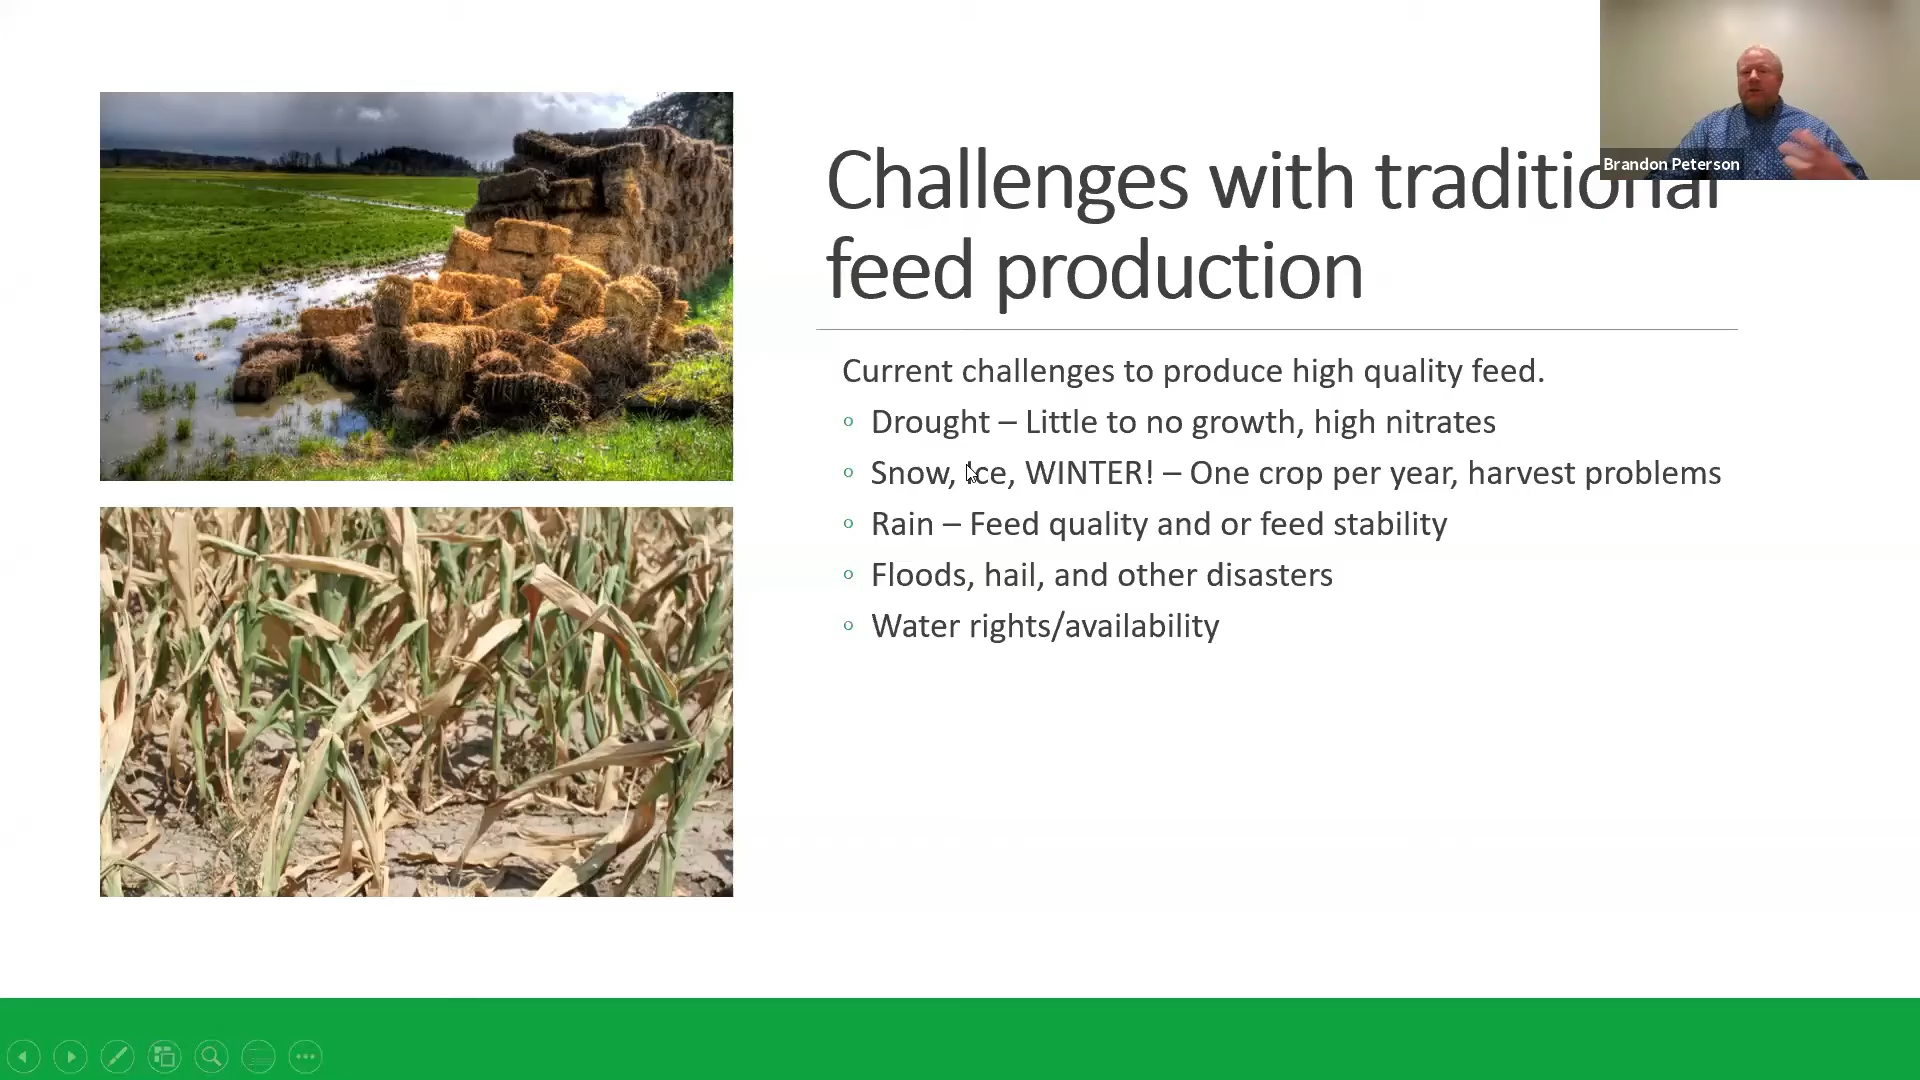 Brandon Peterson
Challenges with traditional
feed production
Current challenges to produce high quality feed.
Drought – Little to no growth, high nitrates
Snow, Ice, WINTER! – One crop per year, harvest problems
Rain – Feed quality and or feed stability
Floods, hail, and other disasters
Water rights/availability